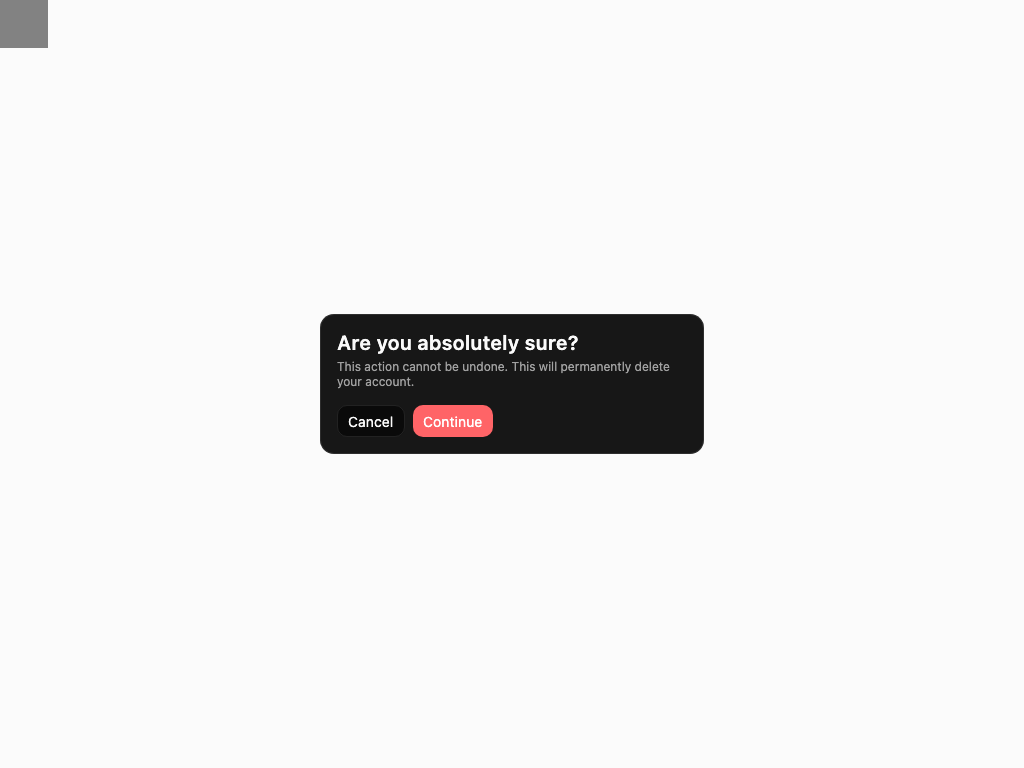 Are you absolutely sure?
This action cannot be undone. This will permanently delete
your account.
Cancel
Continue